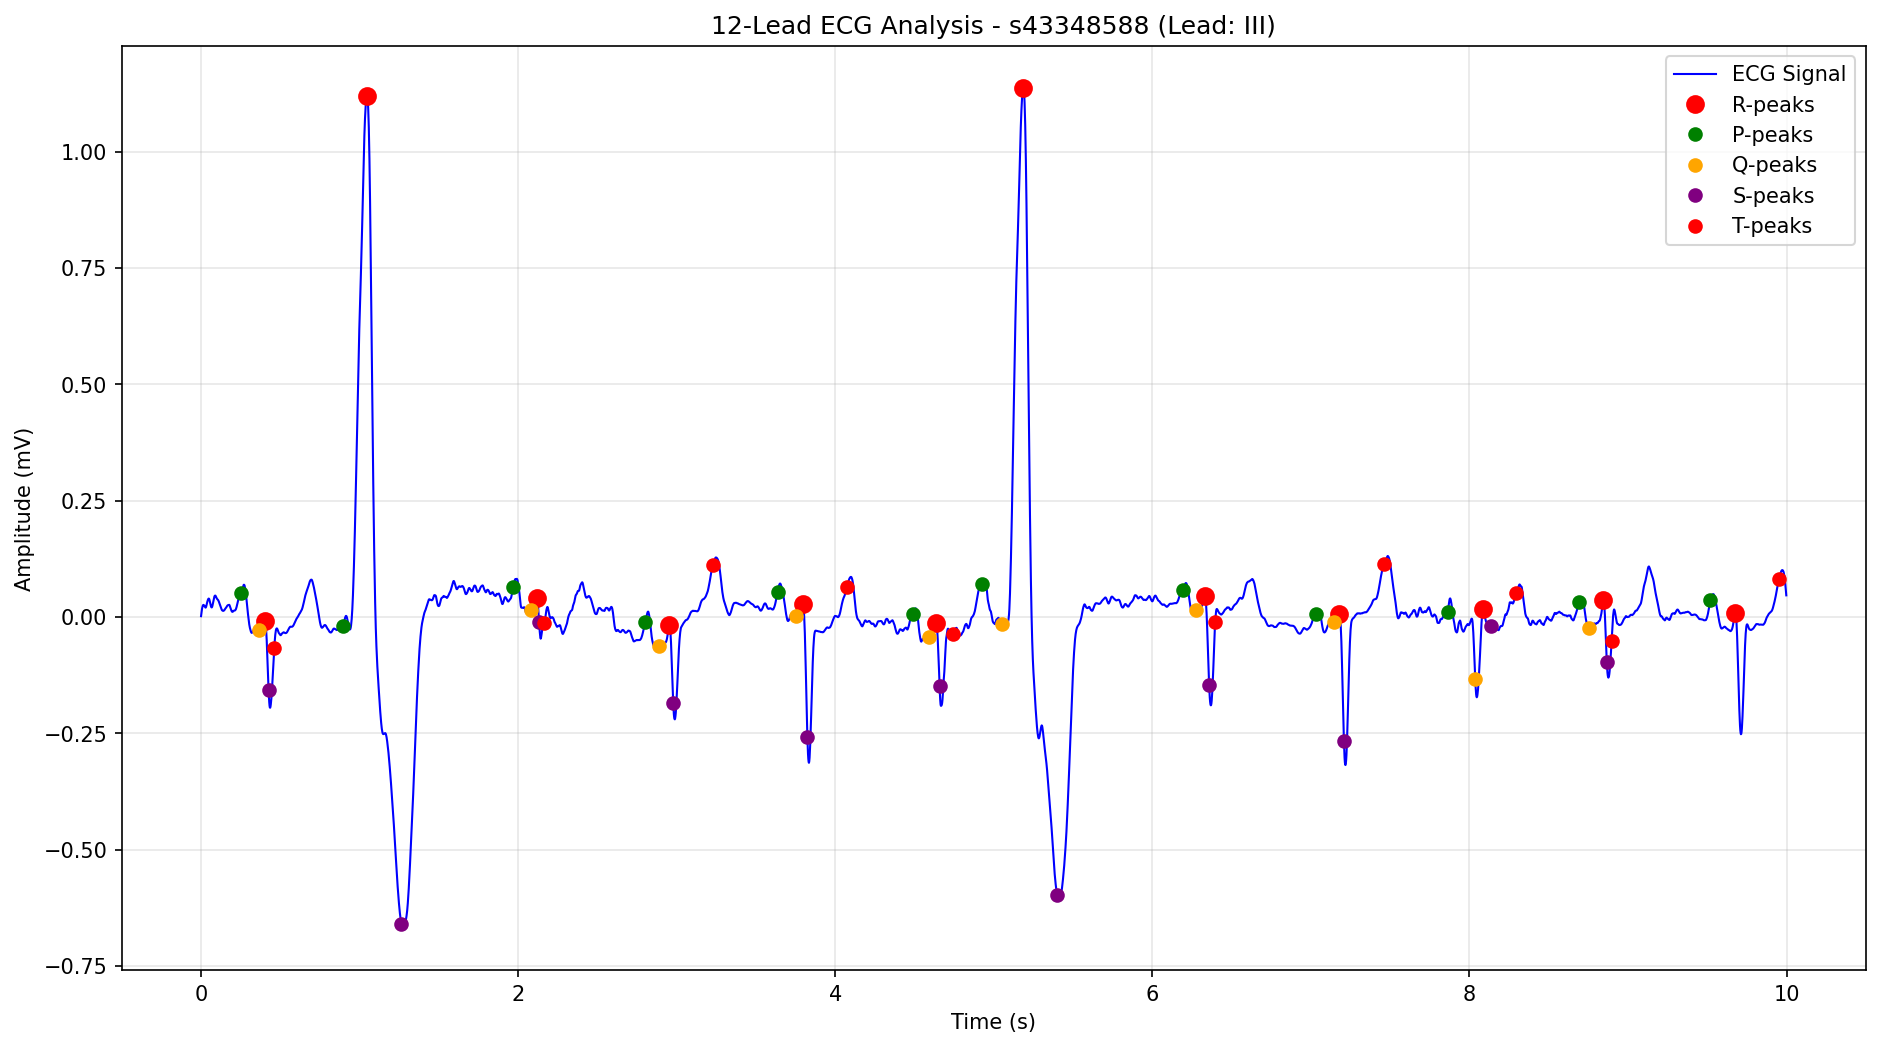 12-Lead ECG Analysis - s43348588 (Lead: III)
ECG Signal
R-peaks
P-peaks
Q-peaks
S-peaks
T-peaks
Amplitude (mV)
1.00
0.75
0.50
0.25
0.00
−0.25
−0.50
−0.75
0 2 4 6 8 10
Time (s)